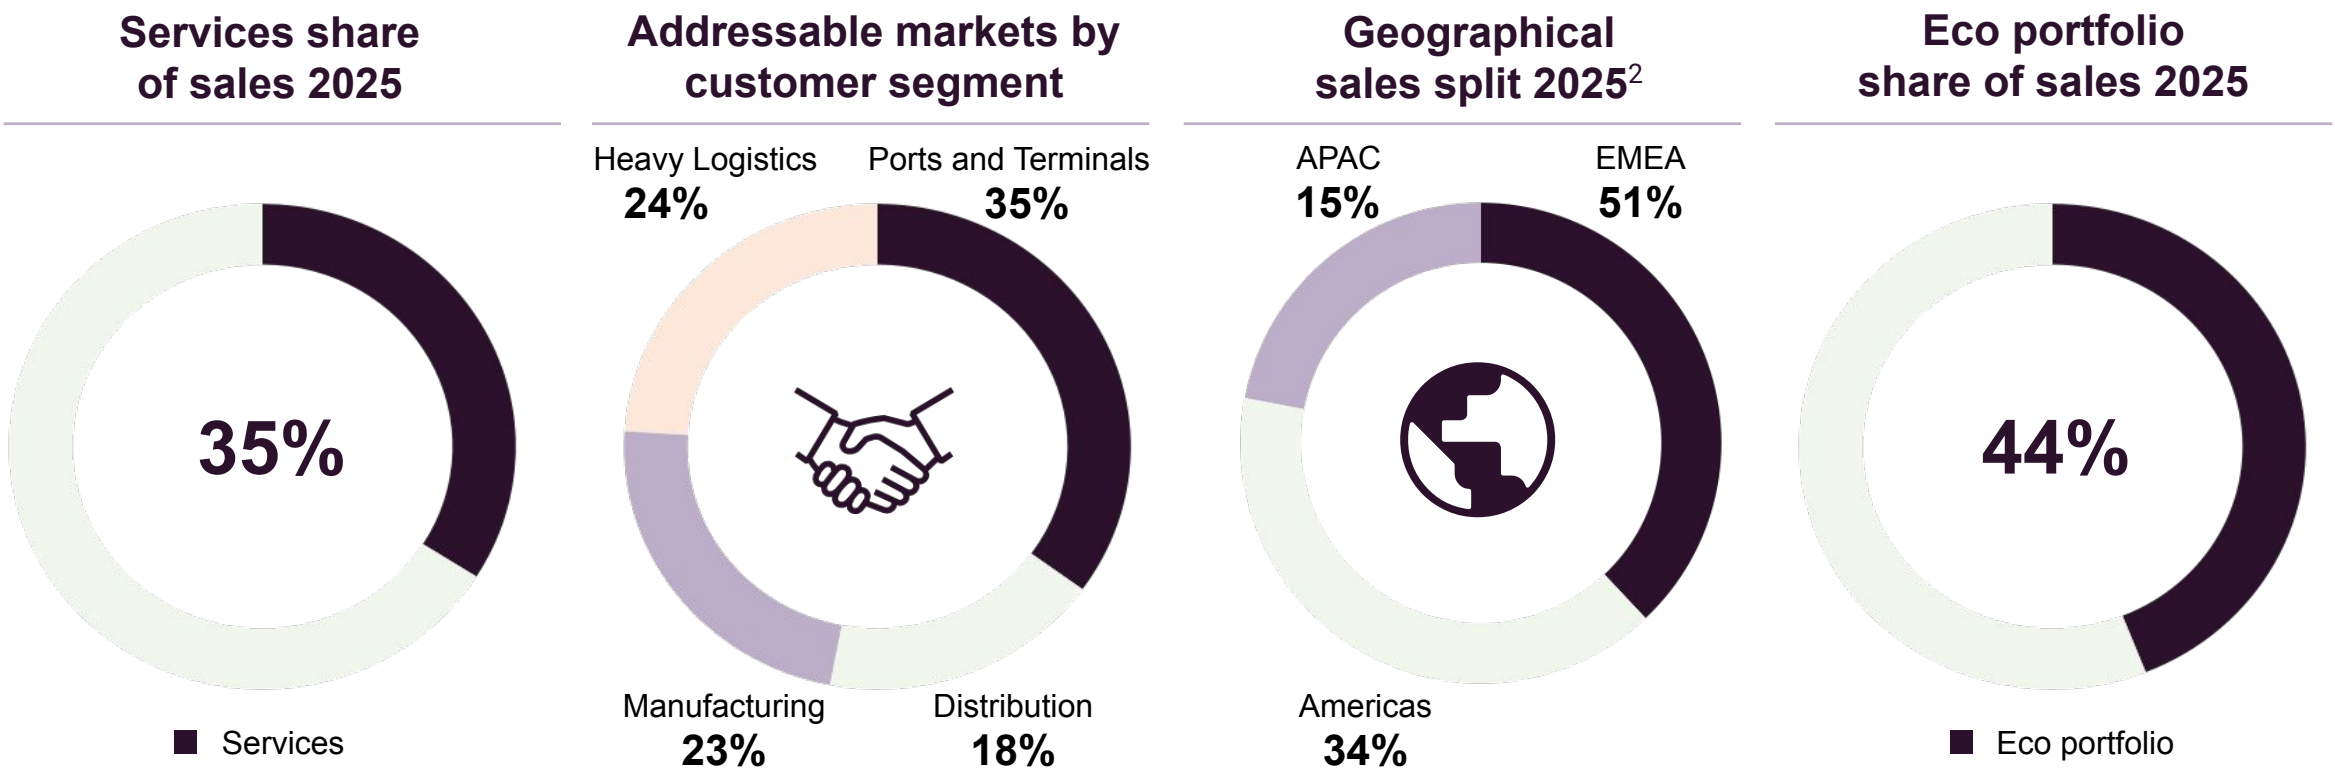 Services share
of sales 2025
35%
Services
Addressable markets by
customer segment
Heavy Logistics
24%
Ports and Terminals
35%
Manufacturing
23%
Distribution
18%
Geographical
sales split 2025²
APAC
15%
EMEA
51%
Americas
34%
Eco portfolio
share of sales 2025
44%
Eco portfolio